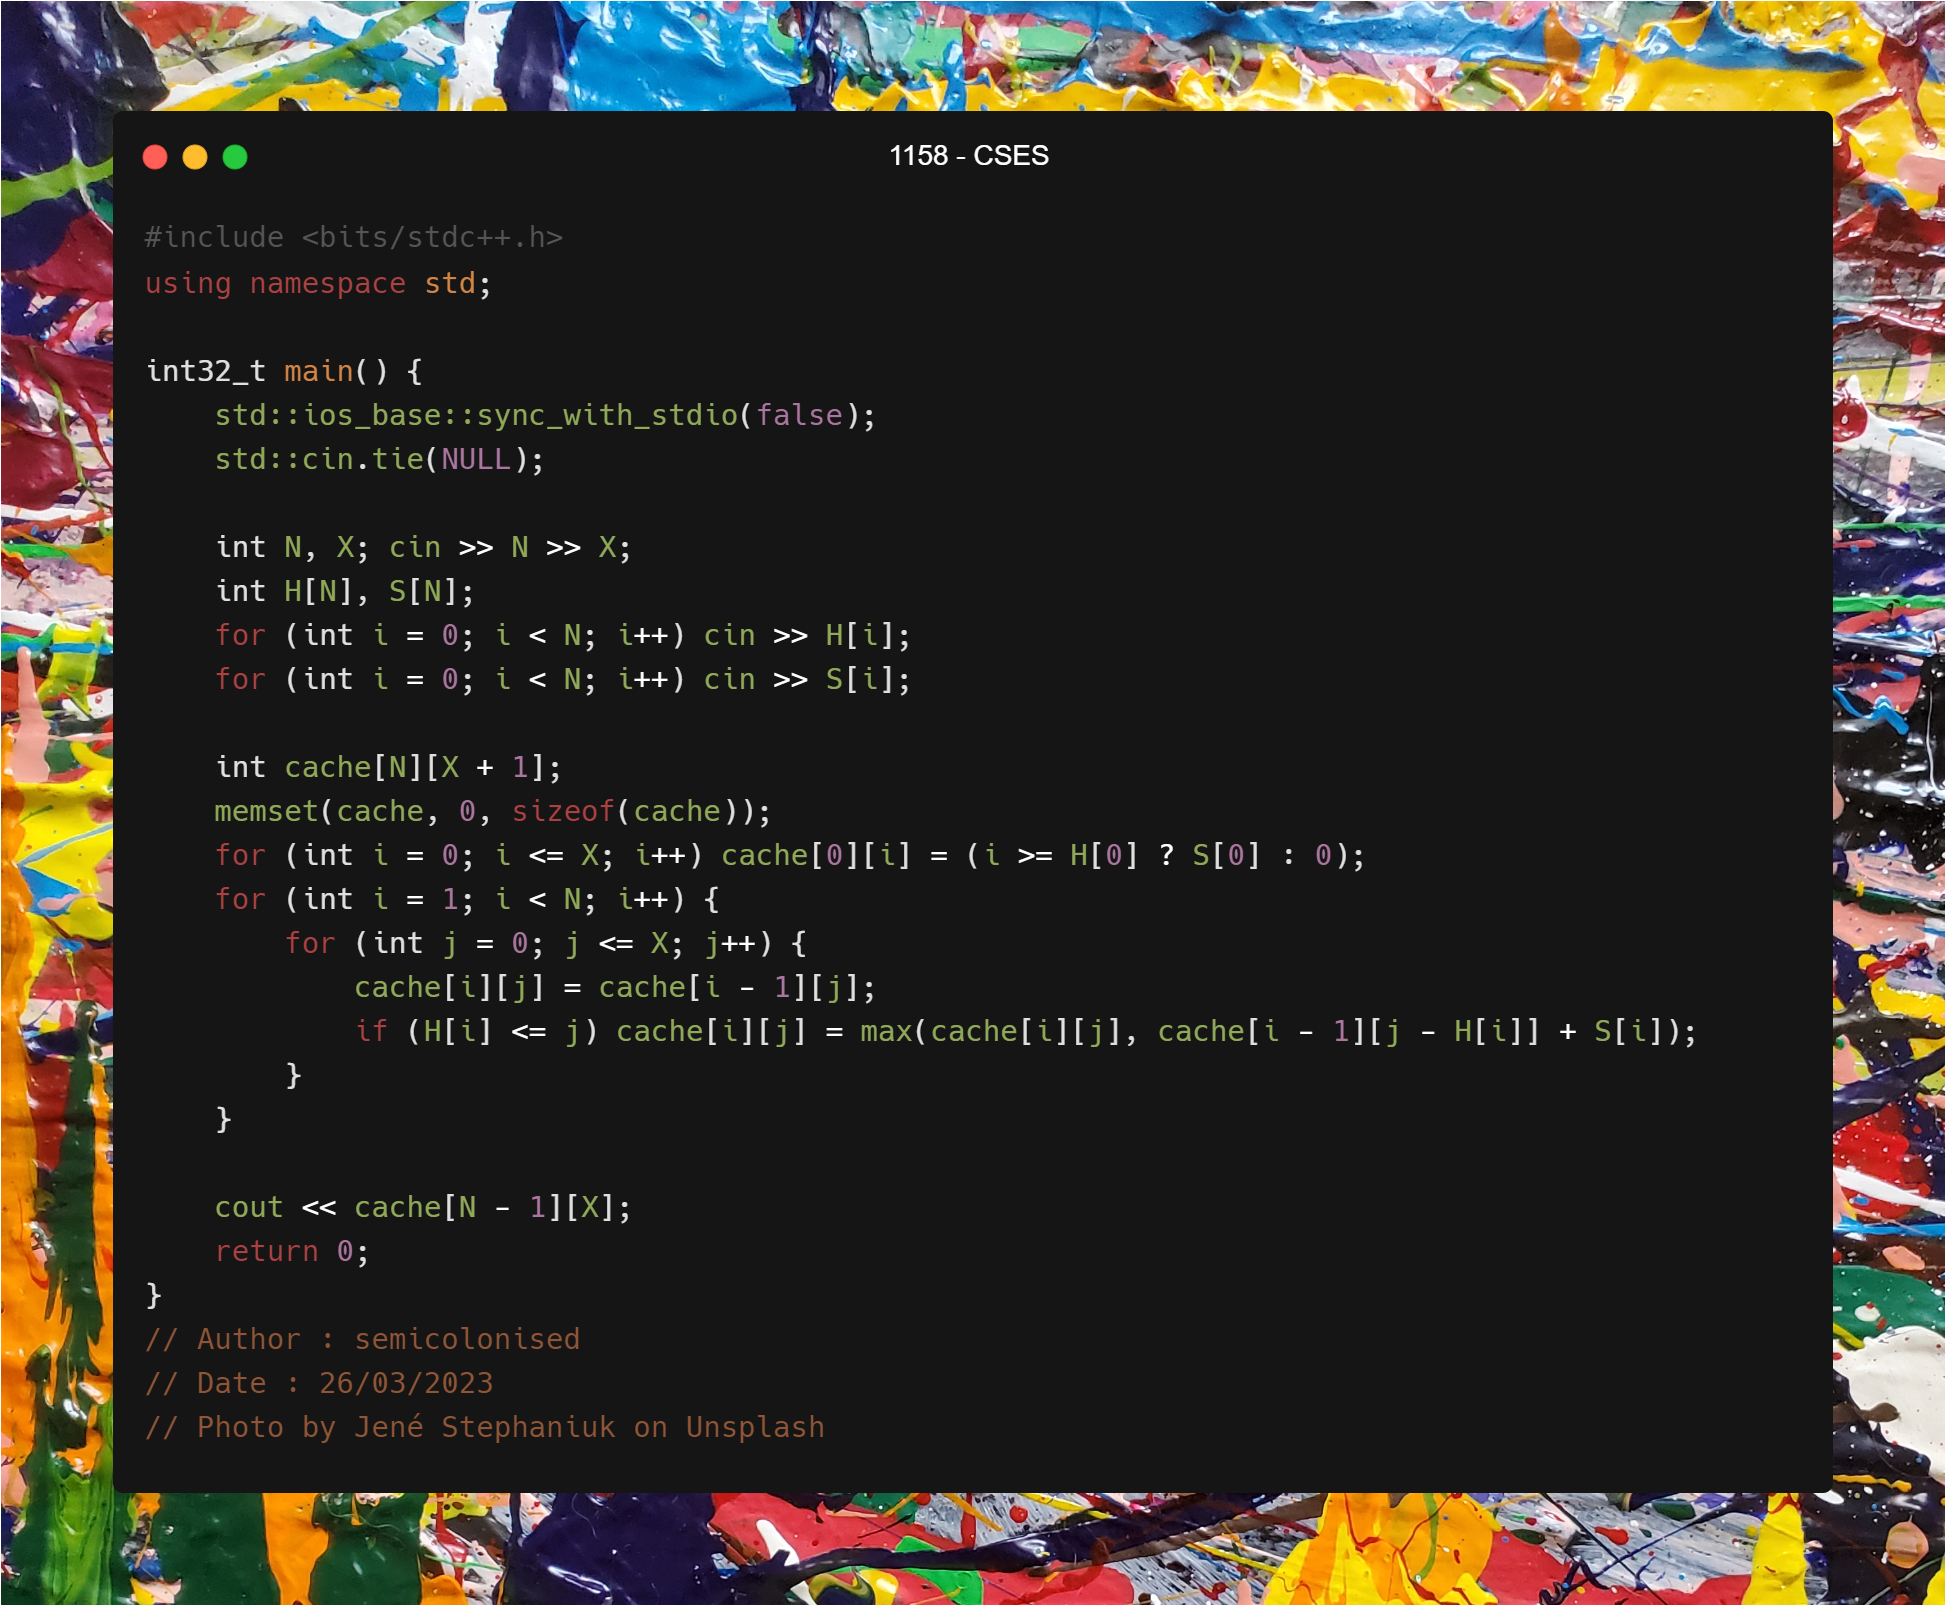 1158 - CSES
#include <bits/stdc++.h>
using namespace std;
int32_t main() {
    std::ios_base::sync_with_stdio(false);
    std::cin.tie(NULL);
    int N, X; cin >> N >> X;
    int H[N], S[N];
    for (int i = 0; i < N; i++) cin >> H[i];
    for (int i = 0; i < N; i++) cin >> S[i];
    int cache[N][X + 1];
    memset(cache, 0, sizeof(cache));
    for (int i = 0; i <= X; i++) cache[0][i] = (i >= H[0] ? S[0] : 0);
    for (int i = 1; i < N; i++) {
        for (int j = 0; j <= X; j++) {
            cache[i][j] = cache[i - 1][j];
            if (H[i] <= j) cache[i][j] = max(cache[i][j], cache[i - 1][j - H[i]] + S[i]);
        }
    }
    cout << cache[N - 1][X];
    return 0;
}
// Author : semicolonised
// Date : 26/03/2023
// Photo by Jené Stephaniuk on Unsplash